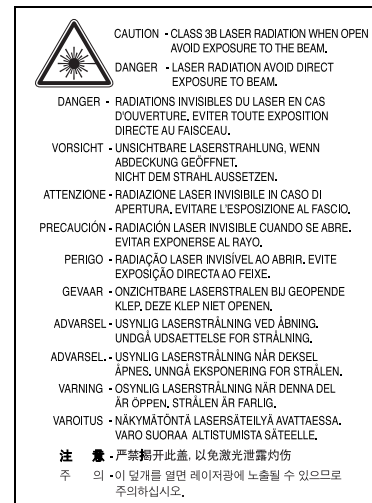 CAUTION - CLASS 3B LASER RADIATION WHEN OPEN
AVOID EXPOSURE TO THE BEAM.
DANGER - LASER RADIATION AVOID DIRECT
EXPOSURE TO BEAM.
DANGER - RADIATIONS INVISIBLES DU LASER EN CAS
D'OUVERTURE. EVITER TOUTE EXPOSITION
DIRECTE AU FAISCEAU.
VORSICHT - UNSICHTBARE LASERSTRAHLUNG, WENN
ABDECKUNG GEÖFFNET.
NICHT DEM STRAHL AUSSETZEN.
ATTENZIONE - RADIAZIONE LASER INVISIBILE IN CASO DI
APERTURA. EVITARE L'ESPOSIZIONE AL FASCIO.
PRECAUCIÓN - RADIACIÓN LASER INVISIBLE CUANDO SE ABRE.
EVITAR EXPONERSE AL RAYO.
PERIGO - RADIAÇÃO LASER INVISÍVEL AO ABRIR. EVITE
EXPOSIÇÃO DIRECTA AO FEIXE.
GEVAAR - ONZICHTBARE LASERSTRALEN BIJ GEOPENDE
KLEP. DEZE KLEP NIET OPENEN.
ADVARSEL - USYNLIG LASERSTRÅLNING VED ÅBNING.
UNDGÅ UDSAETTELSE FOR STRÅLNING.
ADVARSEL. - USYNLIG LASERSTRÅLNING NÅR DEKSEL
ÅPNES. UNNGÅ EKSPONERING FOR STRÅLEN.
VARNING - OSYNLIG LASERSTRÅLNING NÄR DENNA DEL
ÄR ÖPPEN. STRÅLEN ÄR FARLIG.
VAROITUS - NÄKYMÄTÖNTÄ LASERSÄTEILYÄ AVATTAESSA.
VARO SUORAA ALTISTUMISTA SÄTEELLE.
注 意 - 严禁揭开此盖, 以免激光泄露灼伤
주 의 - 이 덮개를 열면 레이저광에 노출될 수 있으므로
주의하십시오.